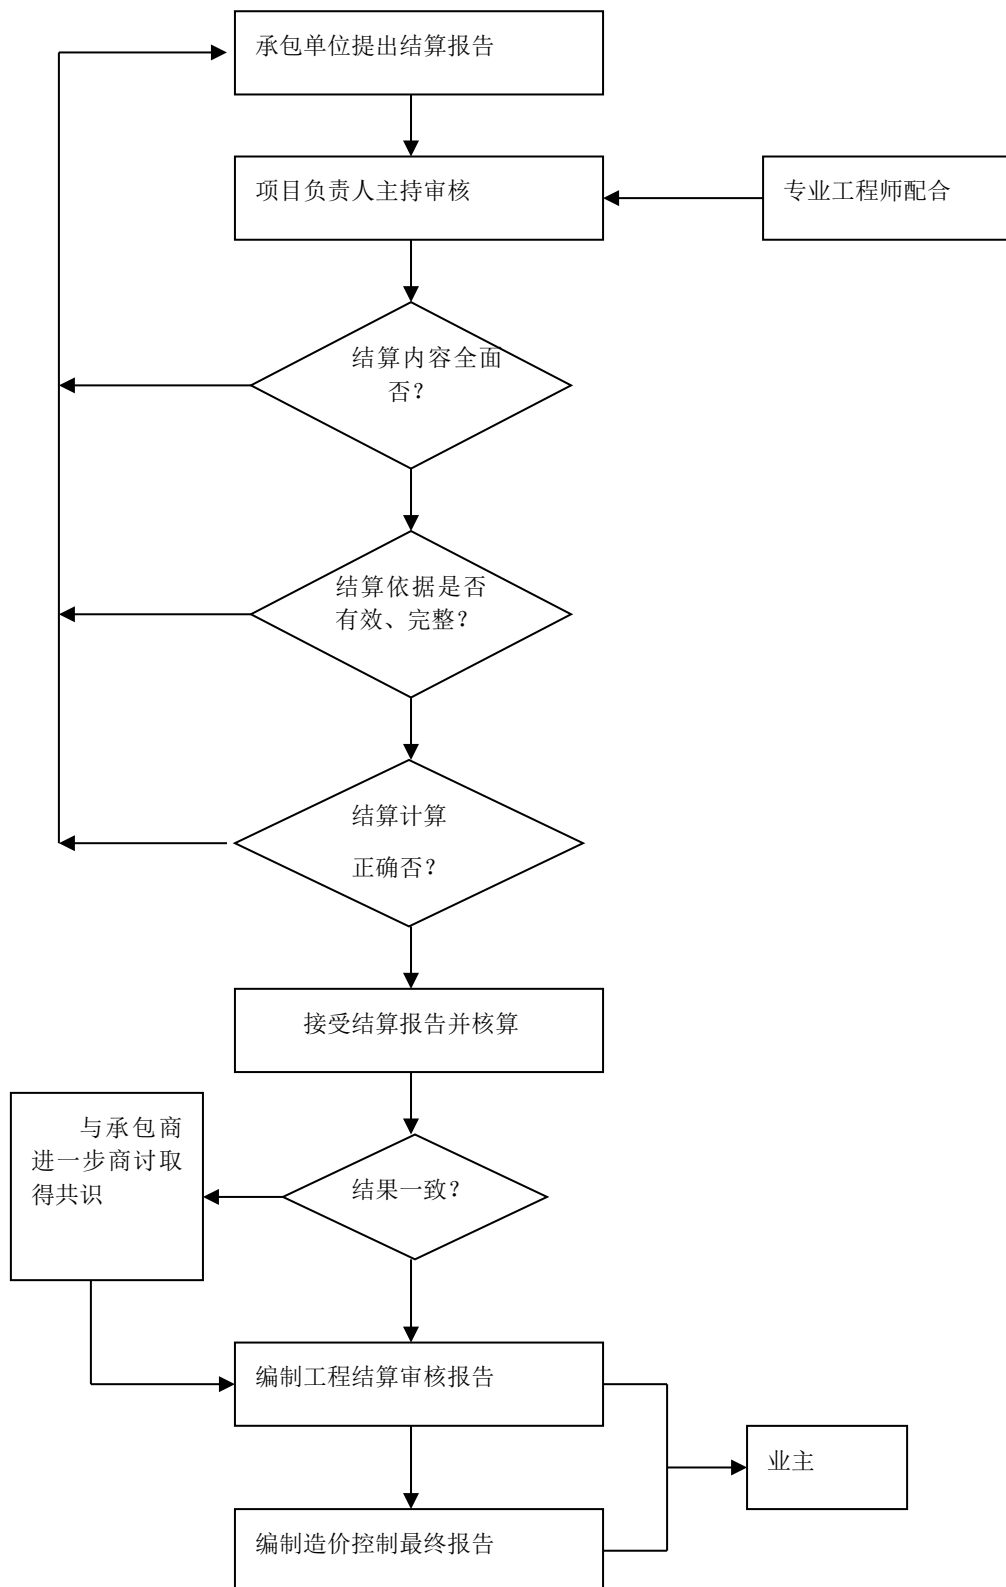 承包单位提出结算报告
项目负责人主持审核
专业工程师配合
结算内容全面
否？
结算依据是否
有效、完整？
结算计算
正确否？
接受结算报告并核算
与承包商
进一步商讨取
得共识
结果一致？
编制工程结算审核报告
业主
编制造价控制最终报告